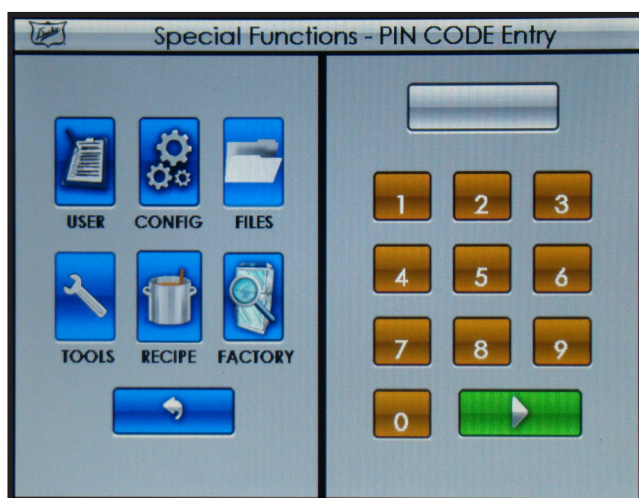 Special Functions - PIN CODE Entry
USER CONFIG FILES
TOOLS RECIPE FACTORY
1 2 3
4 5 6
7 8 9
0